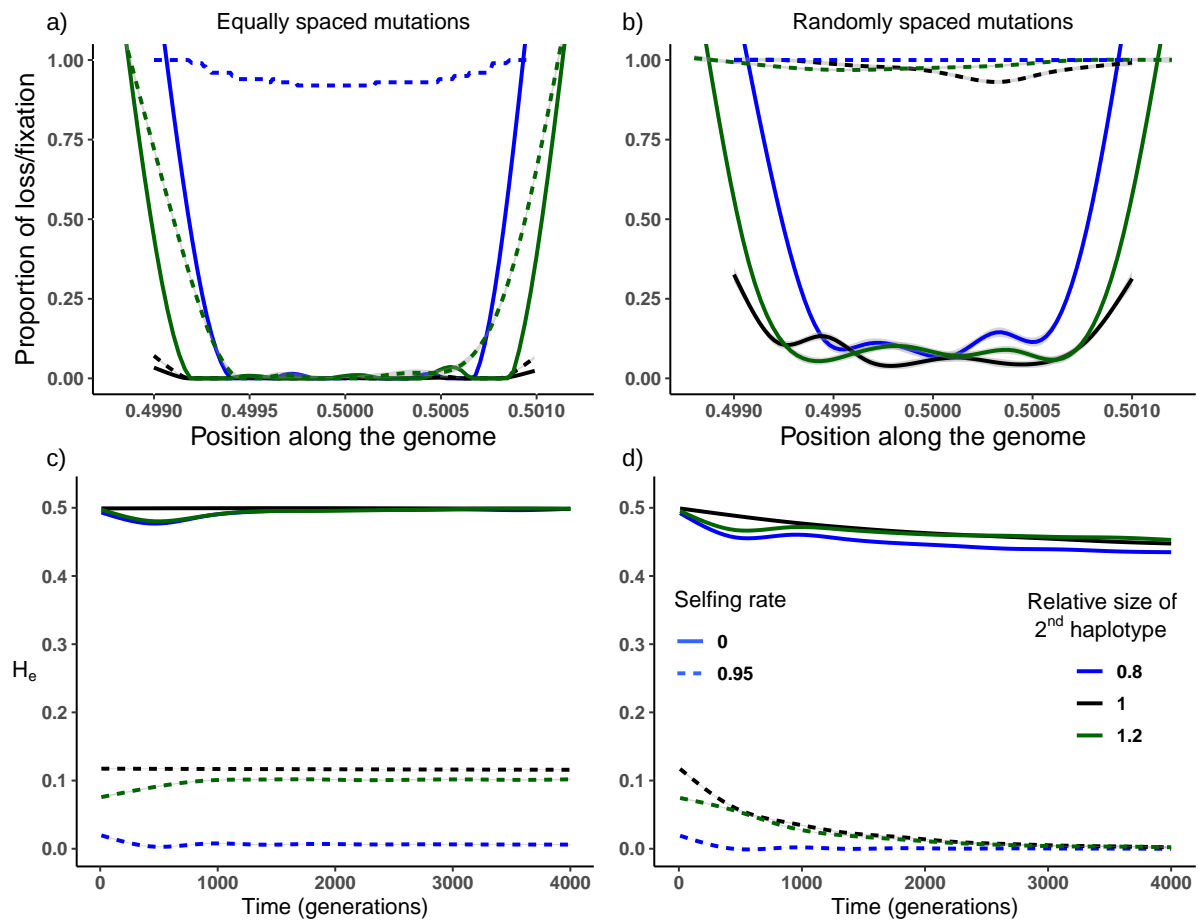 a) Equally spaced mutations
b) Randomly spaced mutations
Proportion of loss/fixation
1.00
0.75
0.50
0.25
0.00
0.4990 0.4995 0.5000 0.5005 0.5010
Position along the genome
1.00
0.75
0.50
0.25
0.00
0.4990 0.4995 0.5000 0.5005 0.5010
Position along the genome
c)
He
0.5
0.4
0.3
0.2
0.1
0.0
0 1000 2000 3000 4000
Time (generations)
d)
0.5
0.4
0.3
0.2
0.1
0.0
0 1000 2000 3000 4000
Time (generations)
Selfing rate
0
0.95
Relative size of
2nd haplotype
0.8
1
1.2